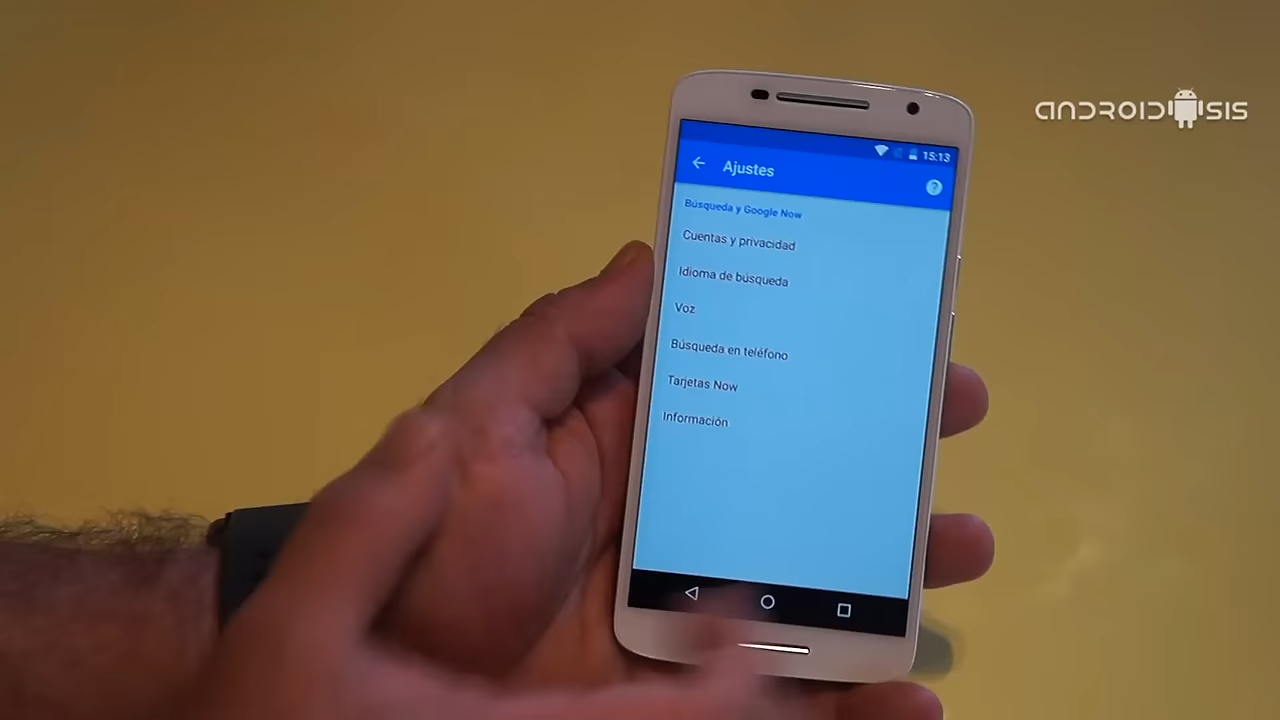 ANDROIDSIS
15:13
Ajustes
?
Búsqueda y Google Now
Cuentas y privacidad
Idioma de búsqueda
Voz
Búsqueda en teléfono
Tarjetas Now
Información